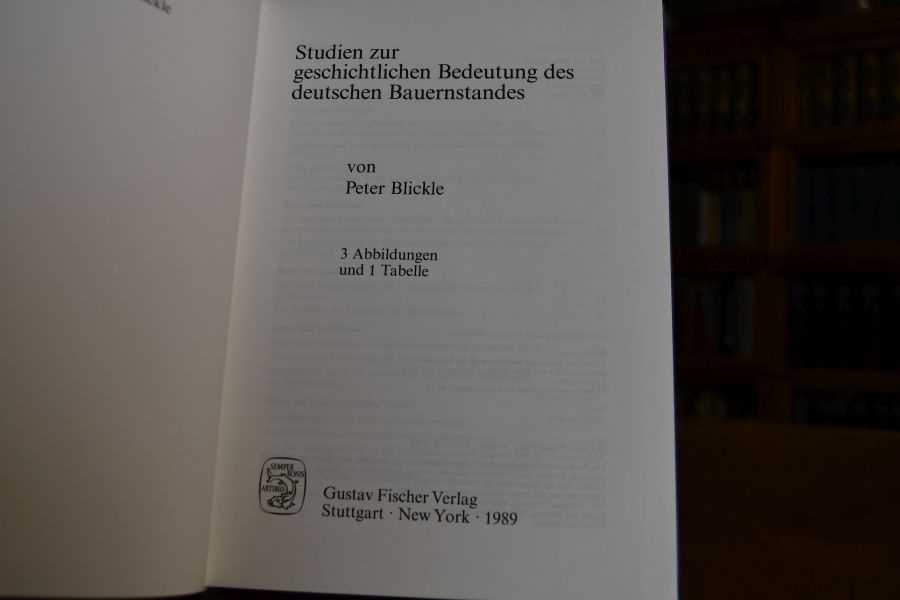 Studien zur
geschichtlichen Bedeutung des
deutschen Bauernstandes
von
Peter Blickle
3 Abbildungen
und 1 Tabelle
SEMPER
BONIS
ARTIBUS
Gustav Fischer Verlag
Stuttgart · New York · 1989